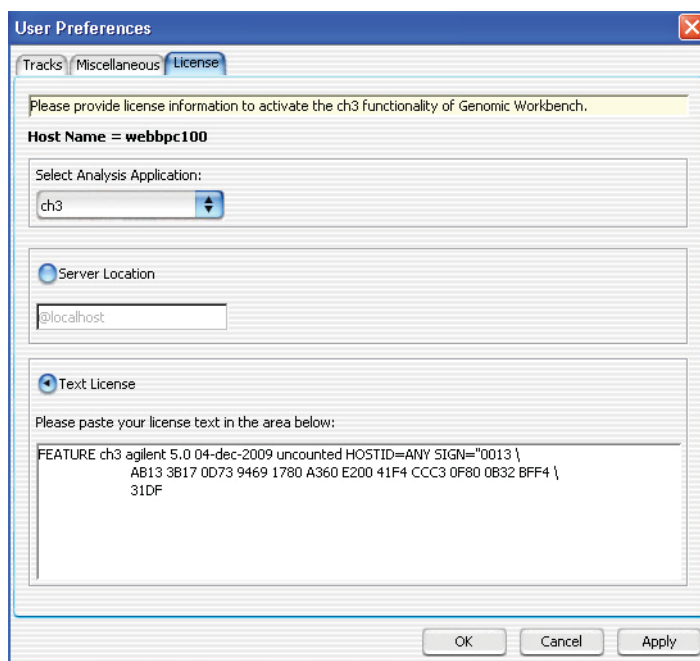 User Preferences
Tracks Miscellaneous License
Please provide license information to activate the ch3 functionality of Genomic Workbench.
Host Name = webbpc100
Select Analysis Application:
ch3
Server Location
@localhost
Text License
Please paste your license text in the area below:
FEATURE ch3 agilent 5.0 04-dec-2009 uncounted HOSTID=ANY SIGN="0013 \
AB13 3B17 0D73 9469 1780 A360 E200 41F4 CCC3 0F80 0B32 BFF4 \
31DF
OK Cancel Apply